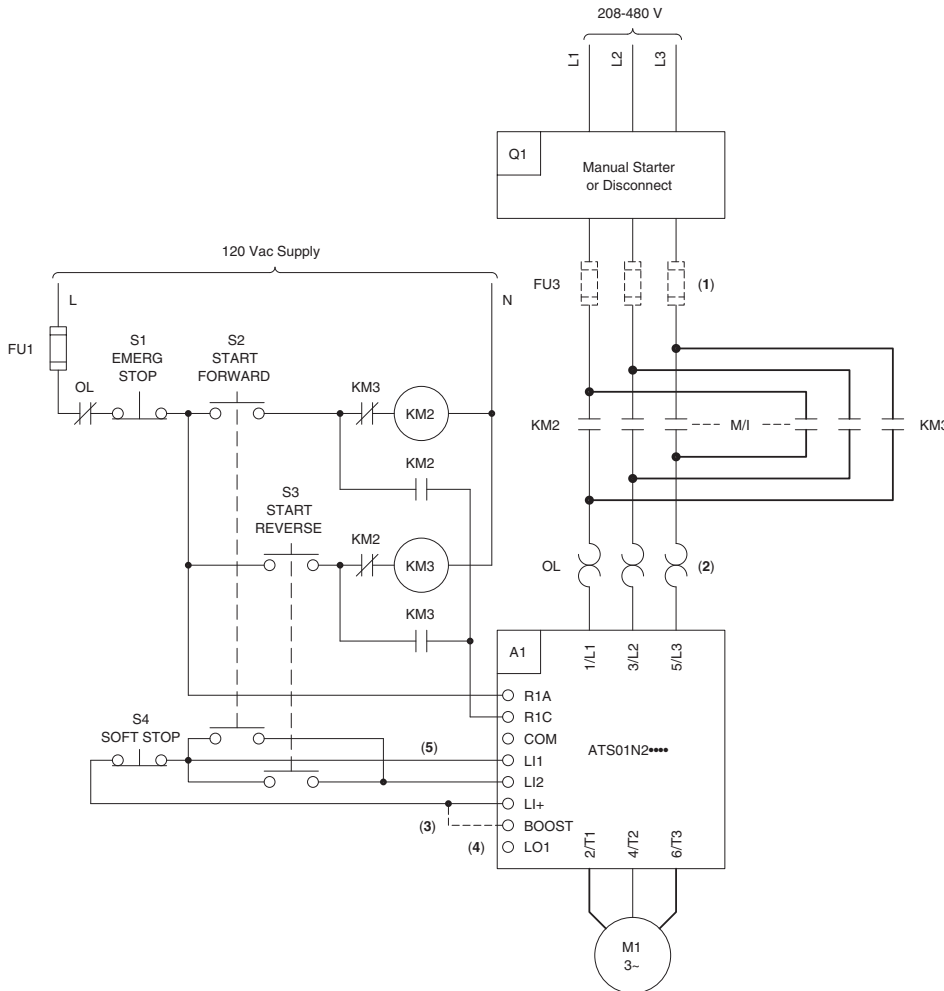 208-480 V
L1
L2
L3
Q1
Manual Starter
or Disconnect
120 Vac Supply
L
N
FU3
(1)
FU1
S1
EMERG
STOP
S2
START
FORWARD
OL
KM3
KM2
KM2
M/I
KM3
KM2
S3
START
REVERSE
KM2
KM3
OL
(2)
KM3
A1
1/L1
3/L2
5/L3
R1A
R1C
S4
SOFT STOP
COM
ATS01N2••••
(5)
LI1
LI2
LI+
(3)
BOOST
(4)
LO1
2/T1
4/T2
6/T3
M1
3~